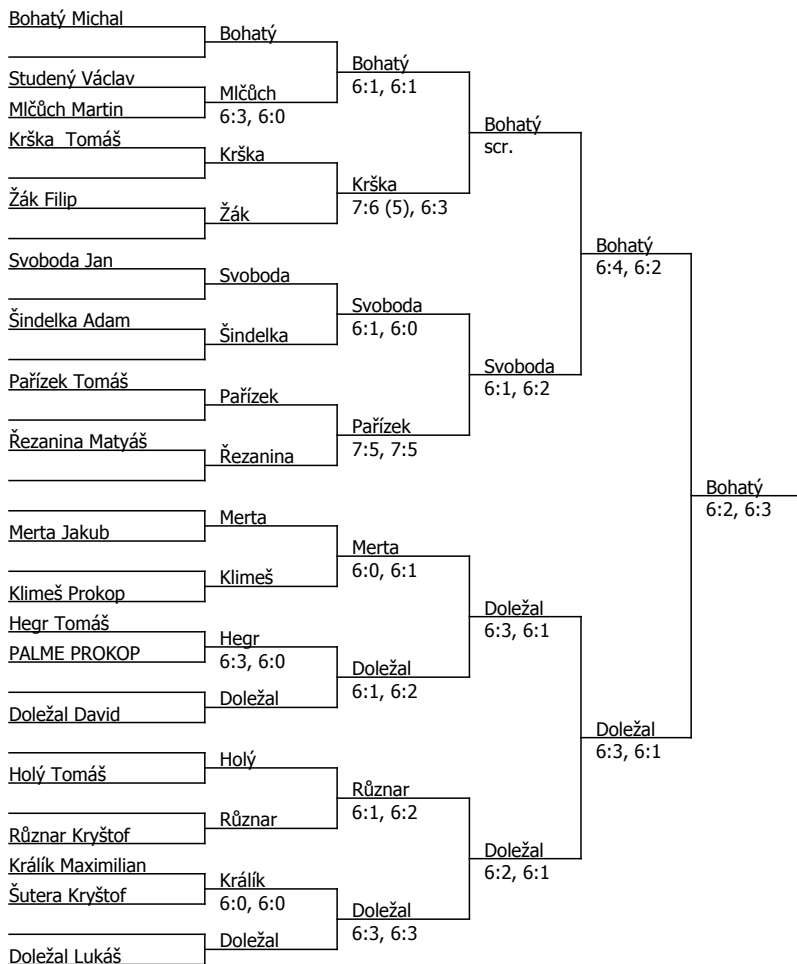 Bohatý Michal
Bohatý
Bohatý
6:1, 6:1
Studený Václav
Mlčůch
6:3, 6:0
Mlčůch Martin
Bohatý
scr.
Krška  Tomáš
Krška
Krška
7:6 (5), 6:3
Žák Filip
Žák
Bohatý
6:4, 6:2
Svoboda Jan
Svoboda
Svoboda
6:1, 6:0
Šindelka Adam
Šindelka
Svoboda
6:1, 6:2
Pařízek Tomáš
Pařízek
Pařízek
7:5, 7:5
Řezanina Matyáš
Řezanina
Bohatý
6:2, 6:3
Merta
Merta Jakub
Merta
6:0, 6:1
Klimeš
Klimeš Prokop
Doležal
6:3, 6:1
Hegr Tomáš
Hegr
6:3, 6:0
PALME PROKOP
Doležal
6:1, 6:2
Doležal
Doležal David
Doležal
6:3, 6:1
Holý
Holý Tomáš
Různar
6:1, 6:2
Různar
Různar Kryštof
Doležal
6:2, 6:1
Králík Maximilian
Králík
6:0, 6:0
Šutera Kryštof
Doležal
6:3, 6:3
Doležal
Doležal Lukáš